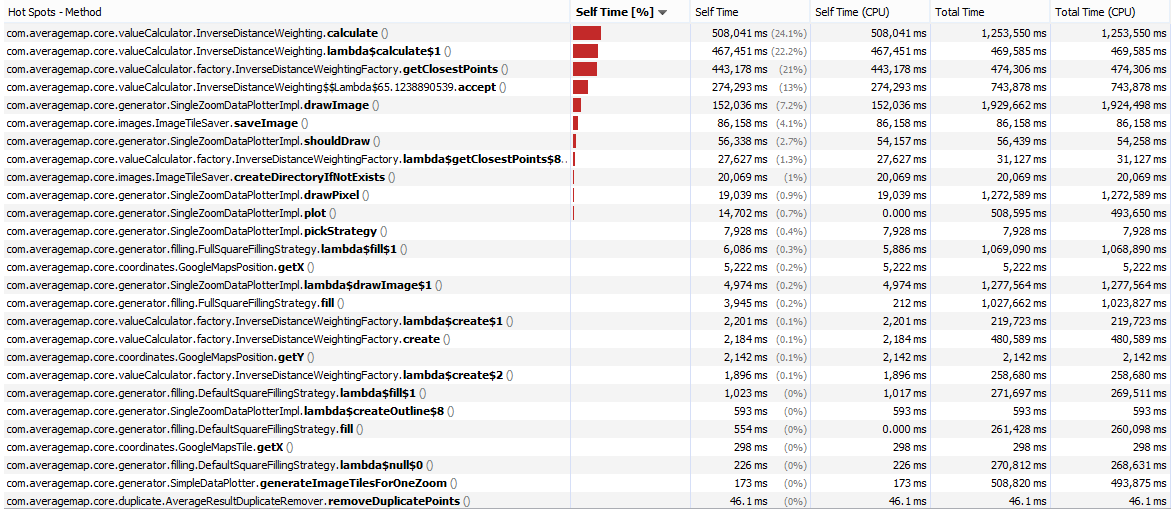 Hot Spots - Method Self Time [%] Self Time Self Time (CPU) Total Time Total Time (CPU)
com.averagemap.core.valueCalculator.InverseDistanceWeighting.calculate () 508,041 ms (24.1%) 508,041 ms 1,253,550 ms 1,253,550 ms
com.averagemap.core.valueCalculator.InverseDistanceWeighting.lambda$calculate$1 () 467,451 ms (22.2%) 467,451 ms 469,585 ms 469,585 ms
com.averagemap.core.valueCalculator.factory.InverseDistanceWeightingFactory.getClosestPoints () 443,178 ms (21%) 443,178 ms 474,306 ms 474,306 ms
com.averagemap.core.valueCalculator.InverseDistanceWeighting$$Lambda$65.1238890539.accept () 274,293 ms (13%) 274,293 ms 743,878 ms 743,878 ms
com.averagemap.core.generator.SingleZoomDataPlotterImpl.drawImage () 152,036 ms (7.2%) 152,036 ms 1,929,662 ms 1,924,498 ms
com.averagemap.core.images.ImageTileSaver.saveImage () 86,158 ms (4.1%) 86,158 ms 86,158 ms 86,158 ms
com.averagemap.core.generator.SingleZoomDataPlotterImpl.shouldDraw () 56,338 ms (2.7%) 54,157 ms 56,439 ms 54,258 ms
com.averagemap.core.valueCalculator.factory.InverseDistanceWeightingFactory.lambda$getClosestPoints$8... 27,627 ms (1.3%) 27,627 ms 31,127 ms 31,127 ms
com.averagemap.core.images.ImageTileSaver.createDirectoryIfNotExists () 20,069 ms (1%) 20,069 ms 20,069 ms 20,069 ms
com.averagemap.core.generator.SingleZoomDataPlotterImpl.drawPixel () 19,039 ms (0.9%) 19,039 ms 1,272,589 ms 1,272,589 ms
com.averagemap.core.generator.SingleZoomDataPlotterImpl.plot () 14,702 ms (0.7%) 0.000 ms 508,595 ms 493,650 ms
com.averagemap.core.generator.SingleZoomDataPlotterImpl.pickStrategy () 7,928 ms (0.4%) 7,928 ms 7,928 ms 7,928 ms
com.averagemap.core.generator.filling.FullSquareFillingStrategy.lambda$fill$1 () 6,086 ms (0.3%) 5,886 ms 1,069,090 ms 1,068,890 ms
com.averagemap.core.coordinates.GoogleMapsPosition.getX () 5,222 ms (0.2%) 5,222 ms 5,222 ms 5,222 ms
com.averagemap.core.generator.SingleZoomDataPlotterImpl.lambda$drawImage$1 () 4,974 ms (0.2%) 4,974 ms 1,277,564 ms 1,277,564 ms
com.averagemap.core.generator.filling.FullSquareFillingStrategy.fill () 3,945 ms (0.2%) 212 ms 1,027,662 ms 1,023,827 ms
com.averagemap.core.valueCalculator.factory.InverseDistanceWeightingFactory.lambda$create$1 () 2,201 ms (0.1%) 2,201 ms 219,723 ms 219,723 ms
com.averagemap.core.valueCalculator.factory.InverseDistanceWeightingFactory.create () 2,184 ms (0.1%) 2,184 ms 480,589 ms 480,589 ms
com.averagemap.core.coordinates.GoogleMapsPosition.getY () 2,142 ms (0.1%) 2,142 ms 2,142 ms 2,142 ms
com.averagemap.core.valueCalculator.factory.InverseDistanceWeightingFactory.lambda$create$2 () 1,896 ms (0.1%) 1,896 ms 258,680 ms 258,680 ms
com.averagemap.core.generator.filling.DefaultSquareFillingStrategy.lambda$fill$1 () 1,023 ms (0%) 1,017 ms 271,697 ms 269,511 ms
com.averagemap.core.generator.SingleZoomDataPlotterImpl.lambda$createOutline$8 () 593 ms (0%) 593 ms 593 ms 593 ms
com.averagemap.core.generator.filling.DefaultSquareFillingStrategy.fill () 554 ms (0%) 0.000 ms 261,428 ms 260,098 ms
com.averagemap.core.coordinates.GoogleMapsTile.getX () 298 ms (0%) 298 ms 298 ms 298 ms
com.averagemap.core.generator.filling.DefaultSquareFillingStrategy.lambda$null$0 () 226 ms (0%) 226 ms 270,812 ms 268,631 ms
com.averagemap.core.generator.SimpleDataPlotter.generateImageTilesForOneZoom () 173 ms (0%) 173 ms 508,820 ms 493,875 ms
com.averagemap.core.duplicate.AverageResultDuplicateRemover.removeDuplicatePoints () 46.1 ms (0%) 46.1 ms 46.1 ms 46.1 ms